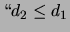 “d₂ ≤ d₁